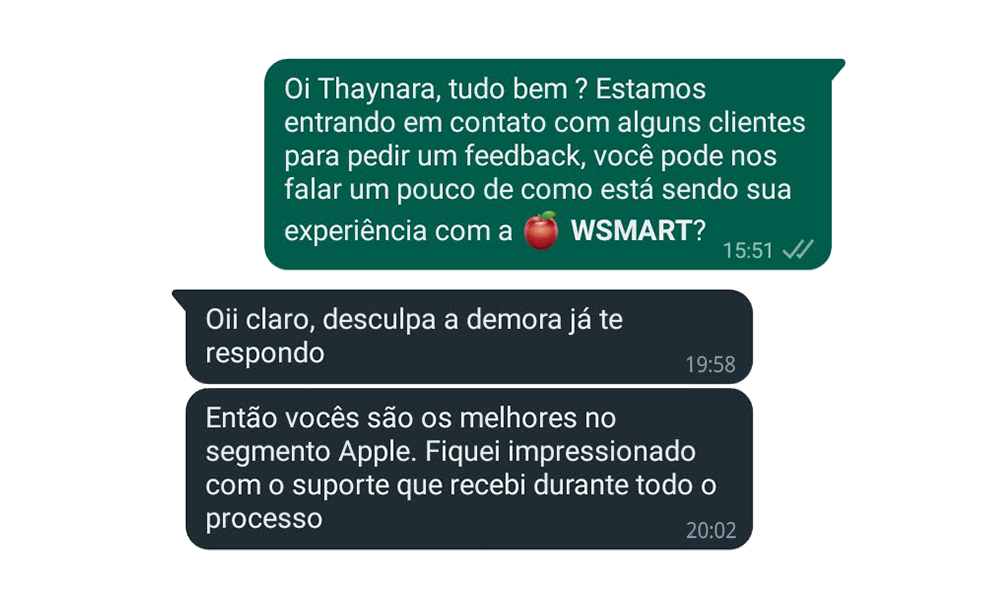 Oi Thaynara, tudo bem ? Estamos
entrando em contato com alguns clientes
para pedir um feedback, você pode nos
falar um pouco de como está sendo sua
experiência com a 🍎 WSMART?
15:51
Oii claro, desculpa a demora já te
respondo
19:58
Então vocês são os melhores no
segmento Apple. Fiquei impressionado
com o suporte que recebi durante todo o
processo
20:02